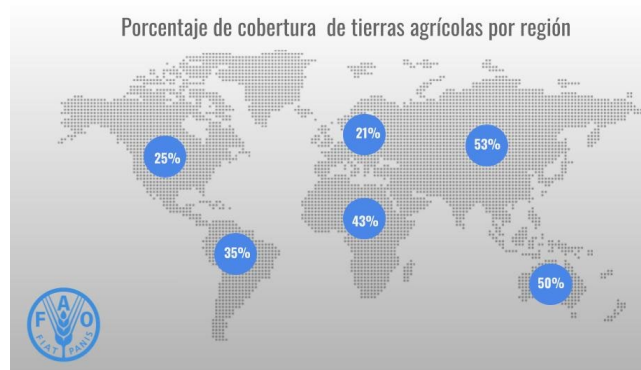 Porcentaje de cobertura de tierras agrícolas por región
21%
53%
25%
43%
35%
50%
F A O
FIAT PANIS